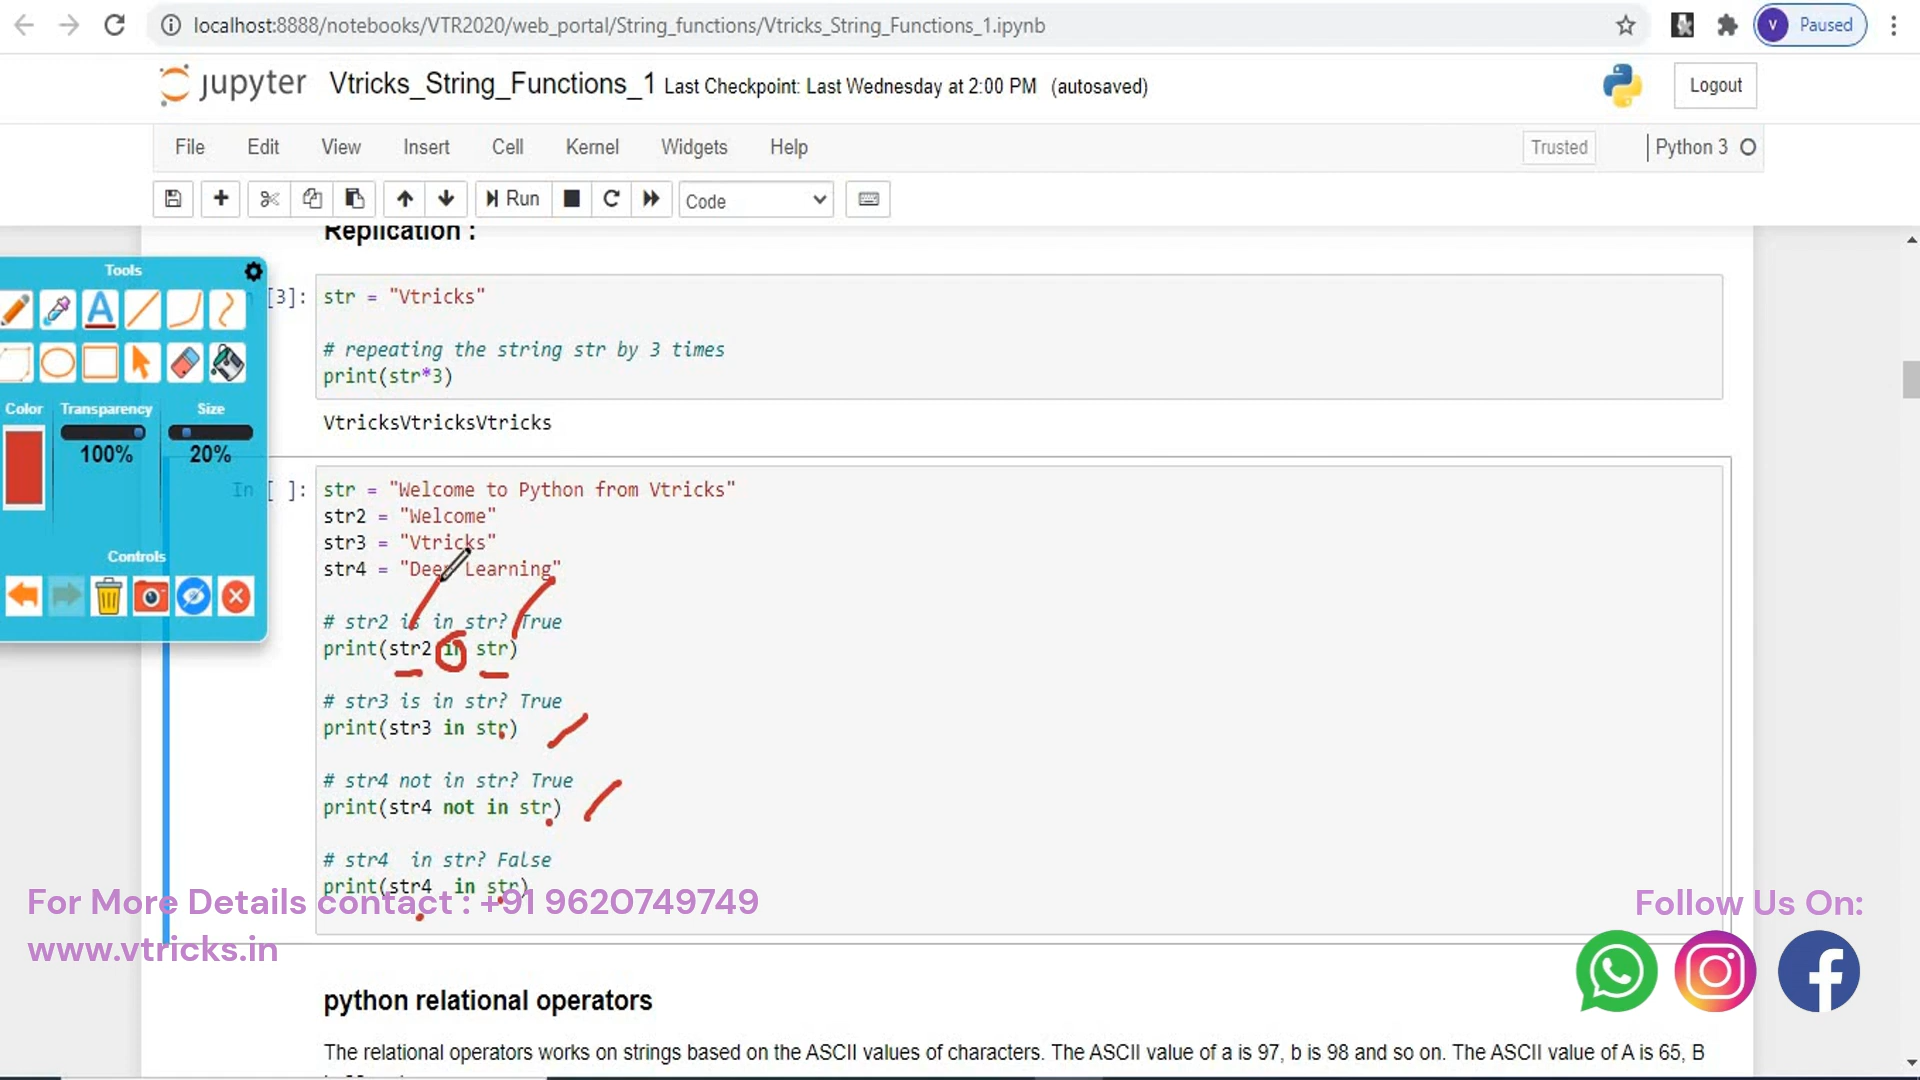 localhost:8888/notebooks/VTR2020/web_portal/String_functions/Vtricks_String_Functions_1.ipynb
V Paused
jupyter Vtricks_String_Functions_1 Last Checkpoint: Last Wednesday at 2:00 PM (autosaved)
Logout
File Edit View Insert Cell Kernel Widgets Help
Trusted
Python 3
Run
Code
Replication :
Tools
[3]:
str = "Vtricks"
# repeating the string str by 3 times
print(str*3)
VtricksVtricksVtricks
Color Transparency Size
100% 20%
Controls
In [ ]:
str = "Welcome to Python from Vtricks"
str2 = "Welcome"
str3 = "Vtricks"
str4 = "Deep Learning"
# str2 is in str? True
print(str2 in str)
# str3 is in str? True
print(str3 in str)
# str4 not in str? True
print(str4 not in str)
# str4  in str? False
print(str4  in str)
For More Details contact : +91 9620749749
www.vtricks.in
Follow Us On:
python relational operators
The relational operators works on strings based on the ASCII values of characters. The ASCII value of a is 97, b is 98 and so on. The ASCII value of A is 65, B